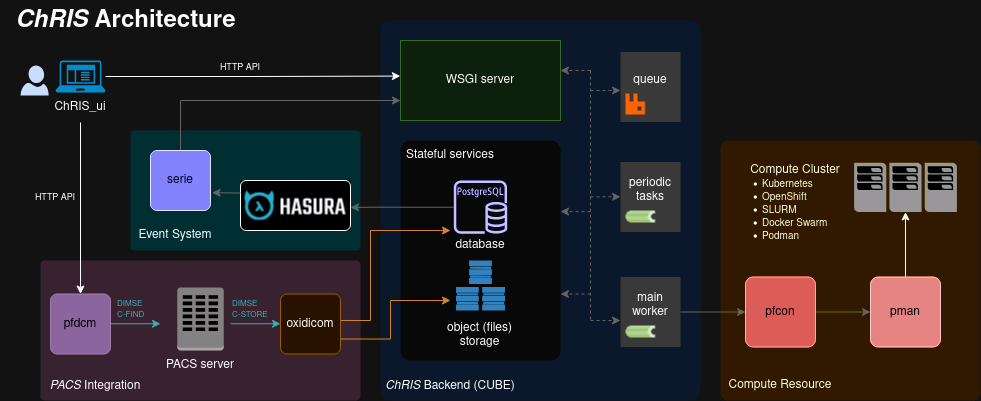 ChRIS Architecture
HTTP API
ChRIS_ui
WSGI server
queue
Stateful services
serie
HASURA
Event System
PostgreSQL
database
periodic
tasks
Compute Cluster
• Kubernetes
• OpenShift
• SLURM
• Docker Swarm
• Podman
HTTP API
pfdcm
DIMSE
C-FIND
PACS server
DIMSE
C-STORE
oxidicom
PACS Integration
object (files)
storage
ChRIS Backend (CUBE)
main
worker
pfcon
pman
Compute Resource